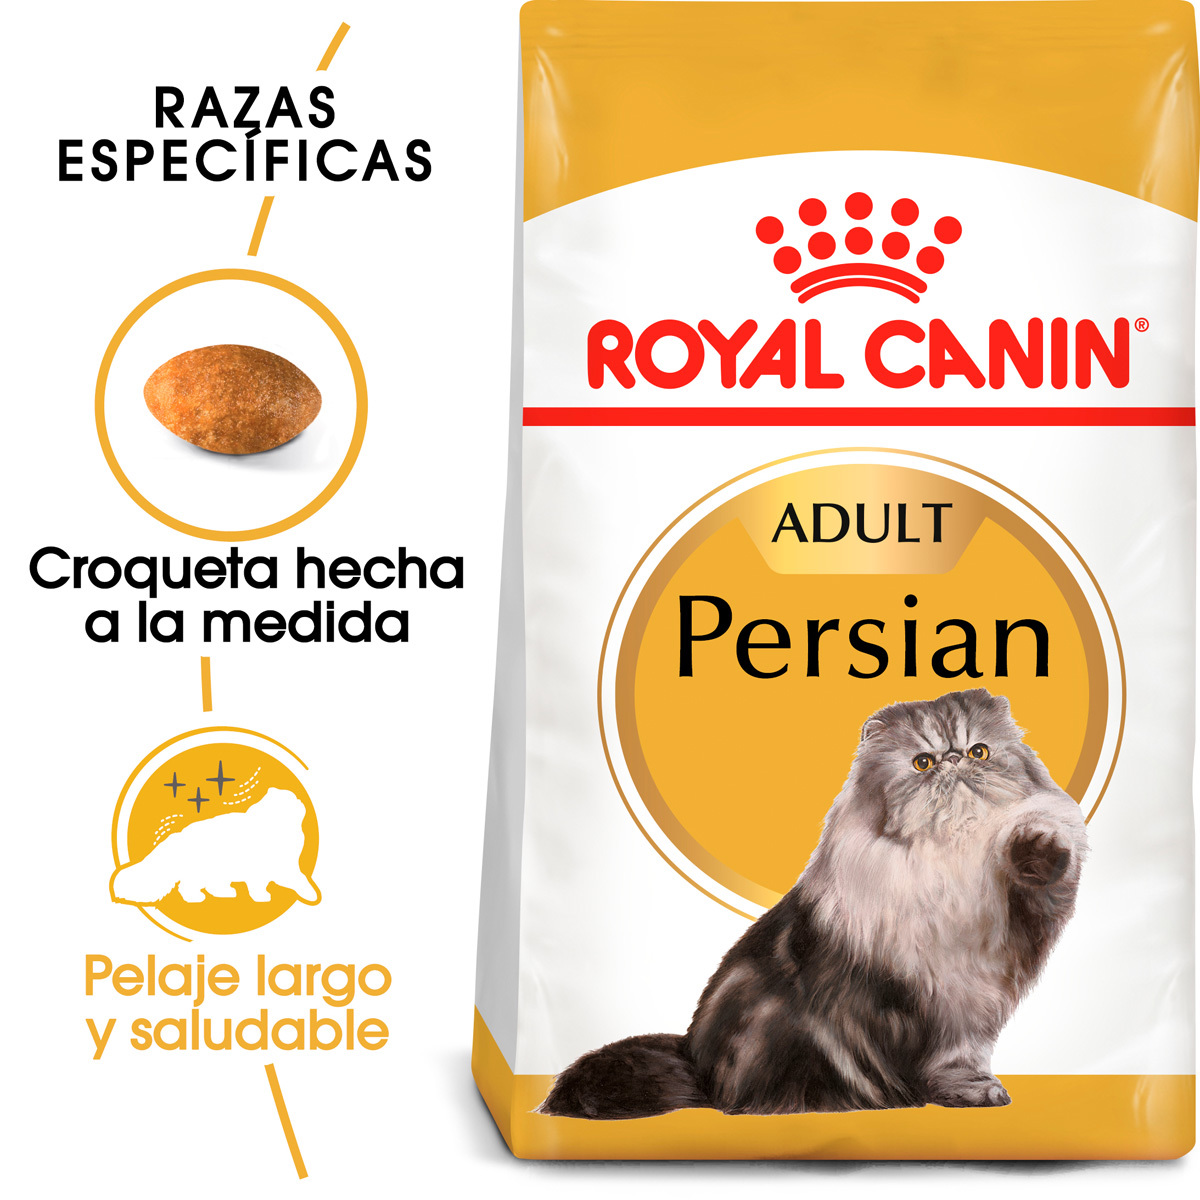 RAZAS
ESPECÍFICAS
Croqueta hecha
a la medida
Pelaje largo
y saludable
ROYAL CANIN®
ADULT
Persian